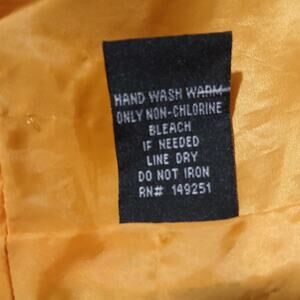 HAND WASH WARM
ONLY NON-CHLORINE
BLEACH
IF NEEDED
LINE DRY
DO NOT IRON
RN# 149251